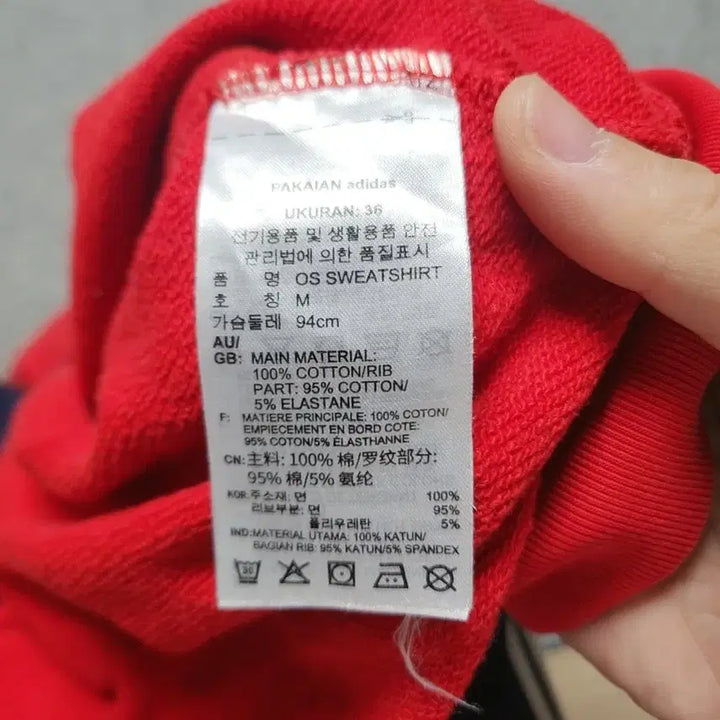 PAKAIAN adidas
UKURAN: 36
전기용품 및 생활용품 안전
관리법에 의한 품질표시
품 명 OS SWEATSHIRT
호 칭 M
가슴둘레 94cm
AU/
GB: MAIN MATERIAL:
100% COTTON/RIB
PART: 95% COTTON/
5% ELASTANE
F: MATIERE PRINCIPALE: 100% COTON/
EMPIECEMENT EN BORD COTE:
95% COTON/5% ÉLASTHANNE
CN: 主料: 100% 棉/罗纹部分:
95% 棉/5% 氨纶
KOR: 주소재: 면 100%
리브부분: 면 95%
폴리우레탄 5%
IND: MATERIAL UTAMA: 100% KATUN/
BAGIAN RIB: 95% KATUN/5% SPANDEX
30